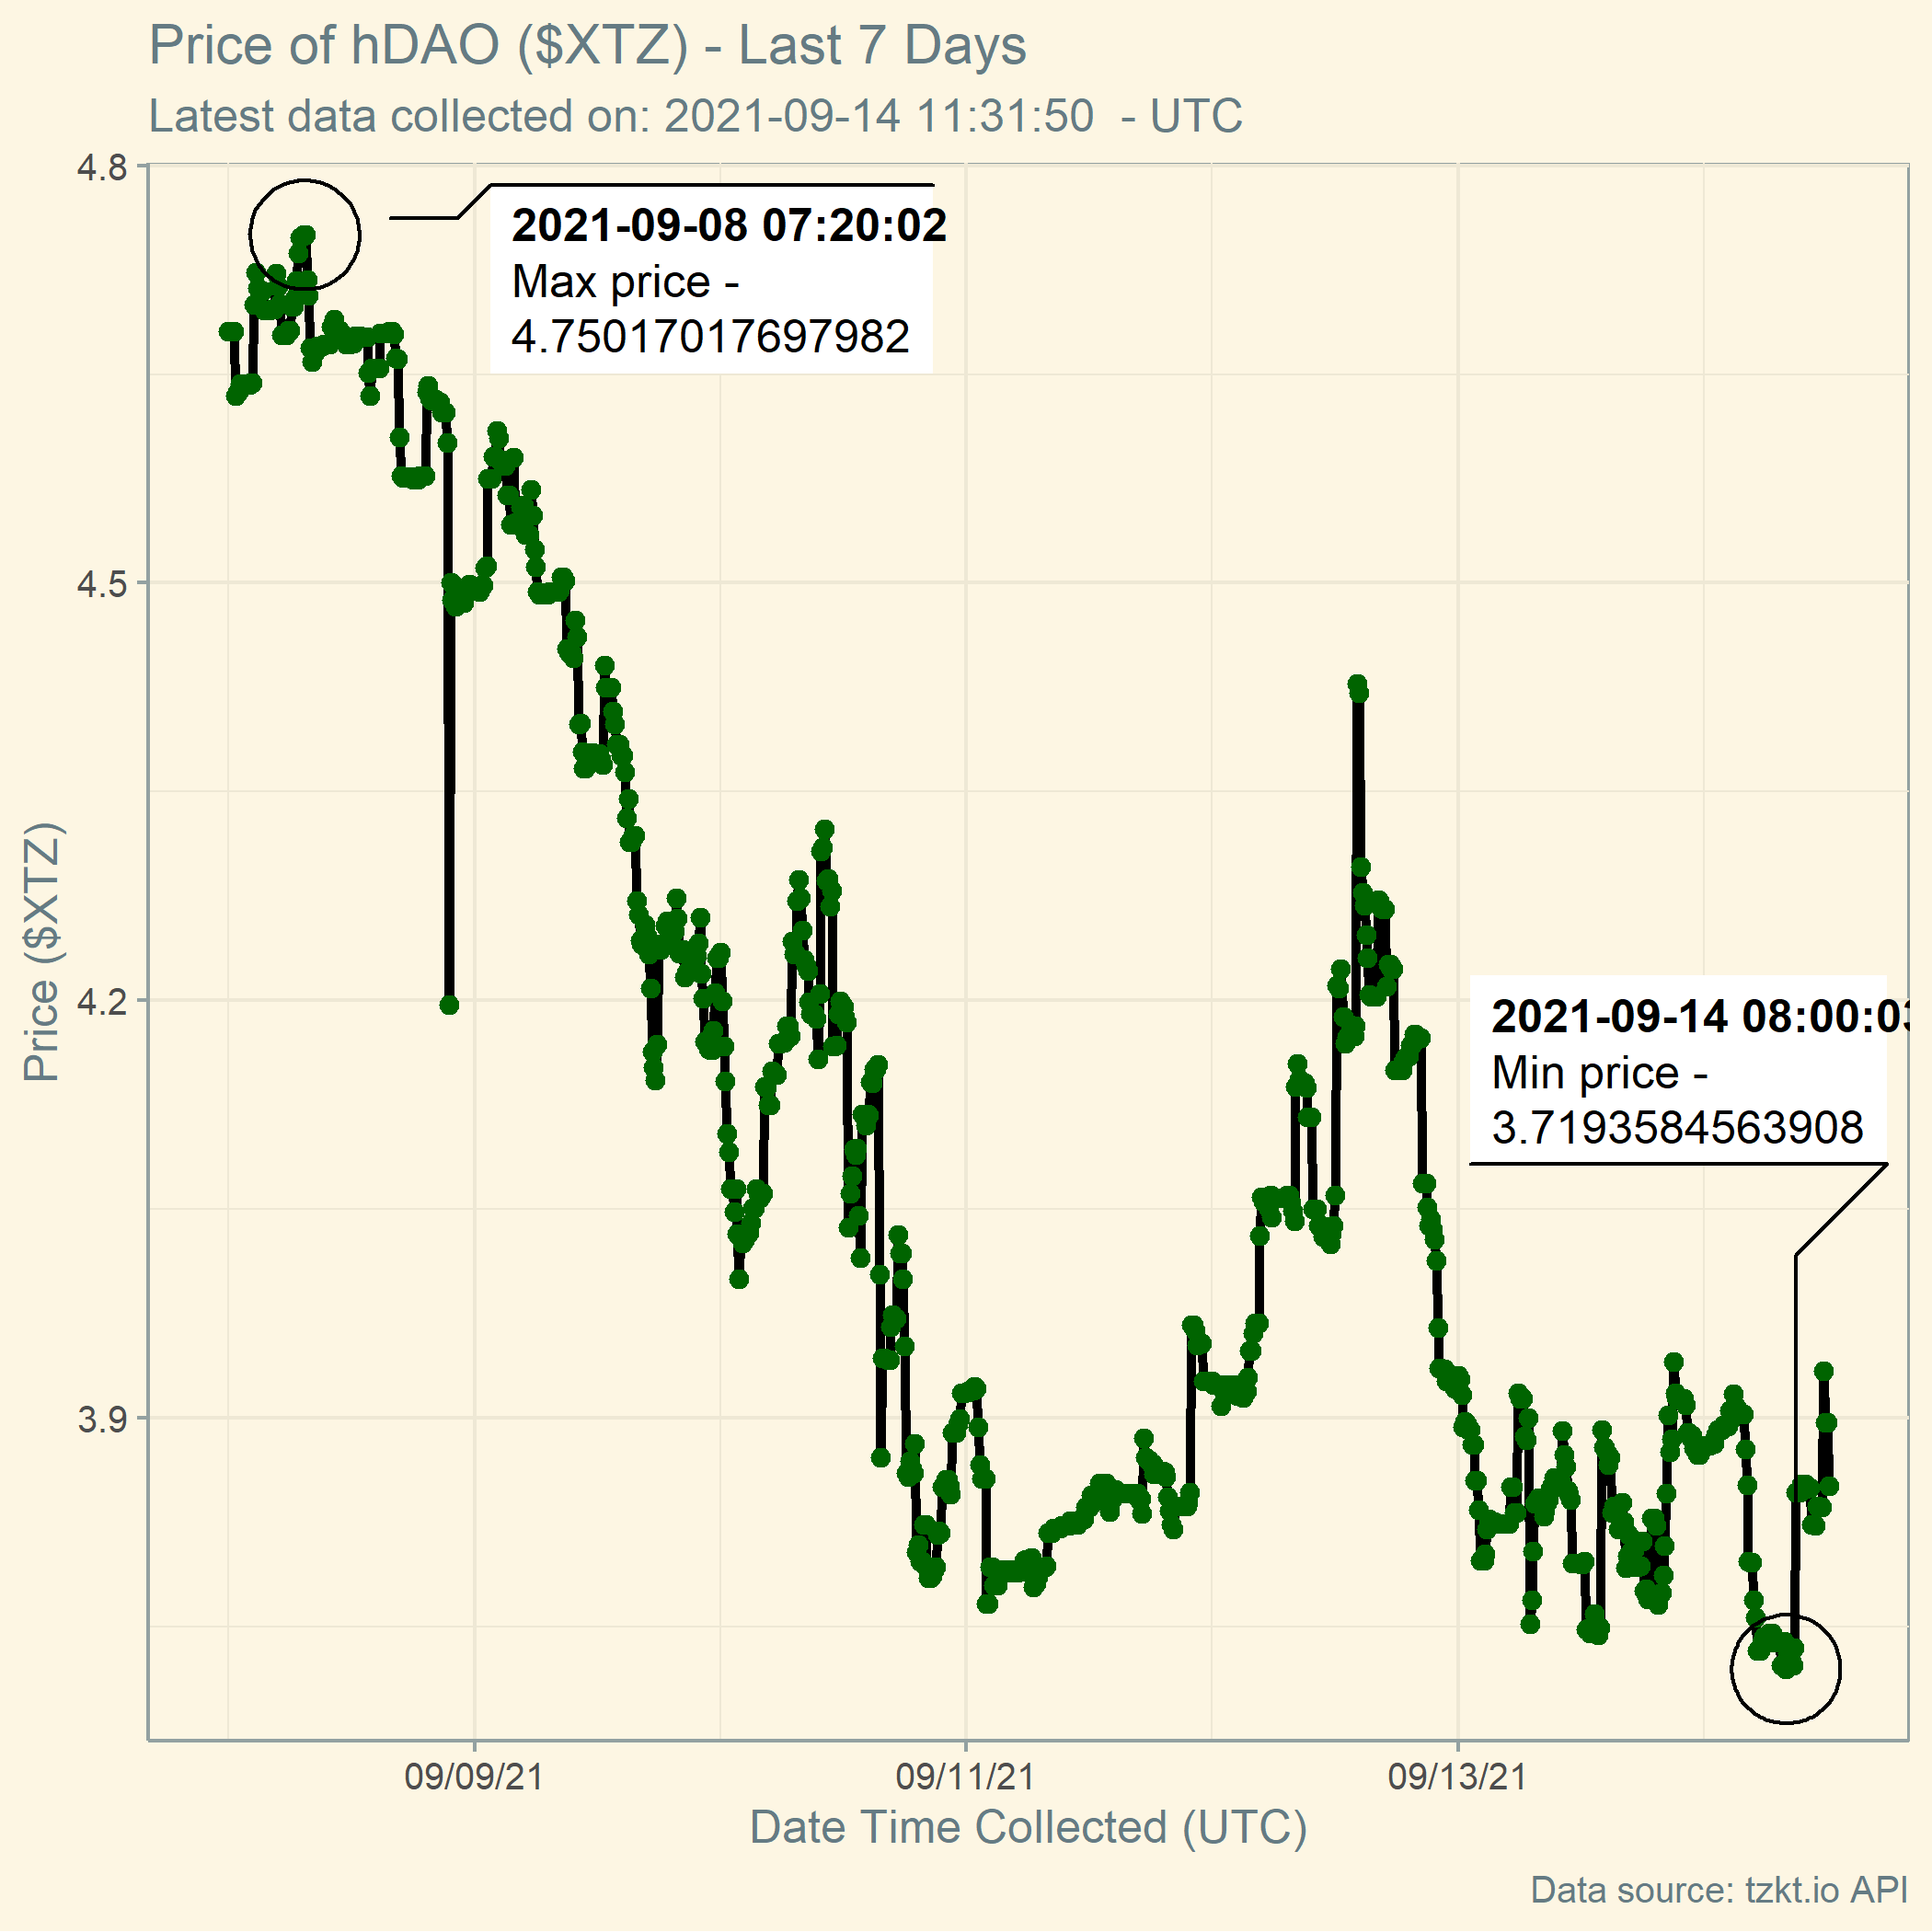 Price of hDAO ($XTZ) - Last 7 Days
Latest data collected on: 2021-09-14 11:31:50  - UTC
4.8
2021-09-08 07:20:02
Max price -
4.75017017697982
4.5
Price ($XTZ)
4.2
2021-09-14 08:00:03
Min price -
3.7193584563908
3.9
09/09/21
09/11/21
09/13/21
Date Time Collected (UTC)
Data source: tzkt.io API